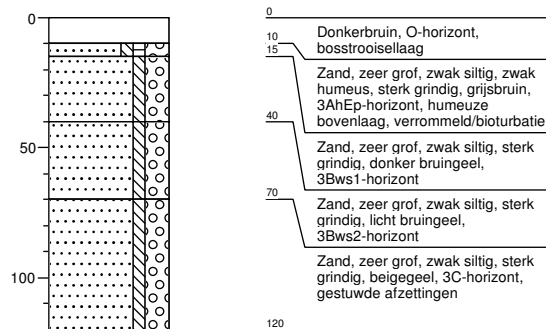 0
50
100
0
Donkerbruin, O-horizont,
bosstrooisellaag
10
15
Zand, zeer grof, zwak siltig, zwak
humeus, sterk grindig, grijsbruin,
3AhEp-horizont, humeuze
bovenlaag, verrommeld/bioturbatie
40
Zand, zeer grof, zwak siltig, sterk
grindig, donker bruingeel,
3Bws1-horizont
70
Zand, zeer grof, zwak siltig, sterk
grindig, licht bruingeel,
3Bws2-horizont
Zand, zeer grof, zwak siltig, sterk
grindig, beigegeel, 3C-horizont,
gestuwde afzettingen
120